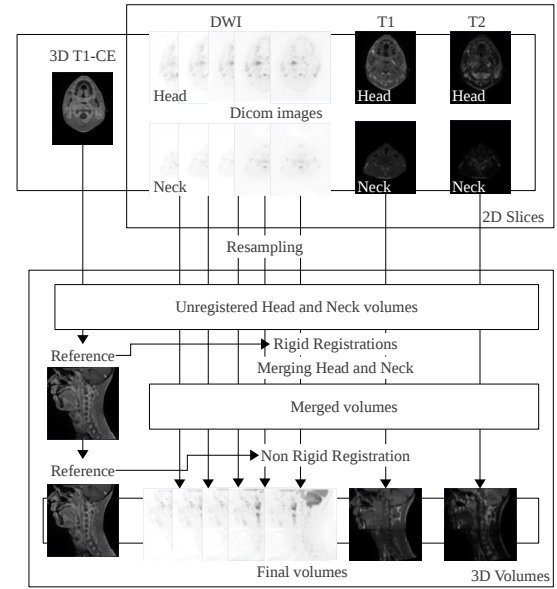 DWI
T1
T2
3D T1-CE
Head
Head
Head
Dicom images
Neck
Neck
Neck
2D Slices
Resampling
Unregistered Head and Neck volumes
Rigid Registrations
Reference
Merging Head and Neck
Merged volumes
Non Rigid Registration
Reference
Final volumes
3D Volumes